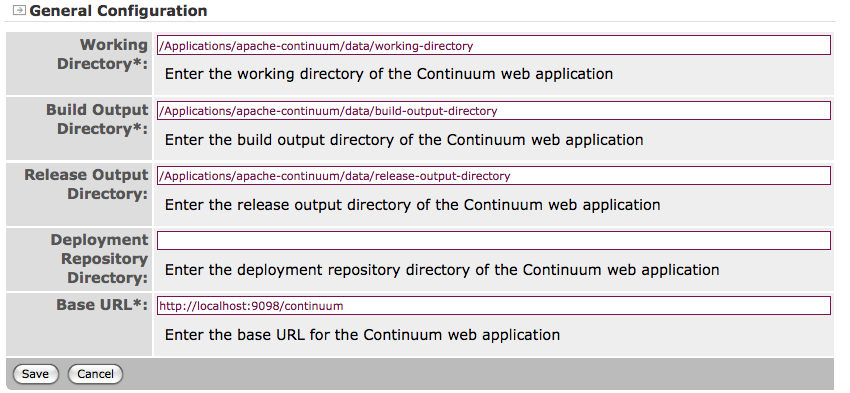 General Configuration
Working
Directory*:
/Applications/apache-continuum/data/working-directory
Enter the working directory of the Continuum web application
Build Output
Directory*:
/Applications/apache-continuum/data/build-output-directory
Enter the build output directory of the Continuum web application
Release Output
Directory:
/Applications/apache-continuum/data/release-output-directory
Enter the release output directory of the Continuum web application
Deployment
Repository
Directory:
Enter the deployment repository directory of the Continuum web application
Base URL*:
http://localhost:9098/continuum
Enter the base URL for the Continuum web application
Save Cancel